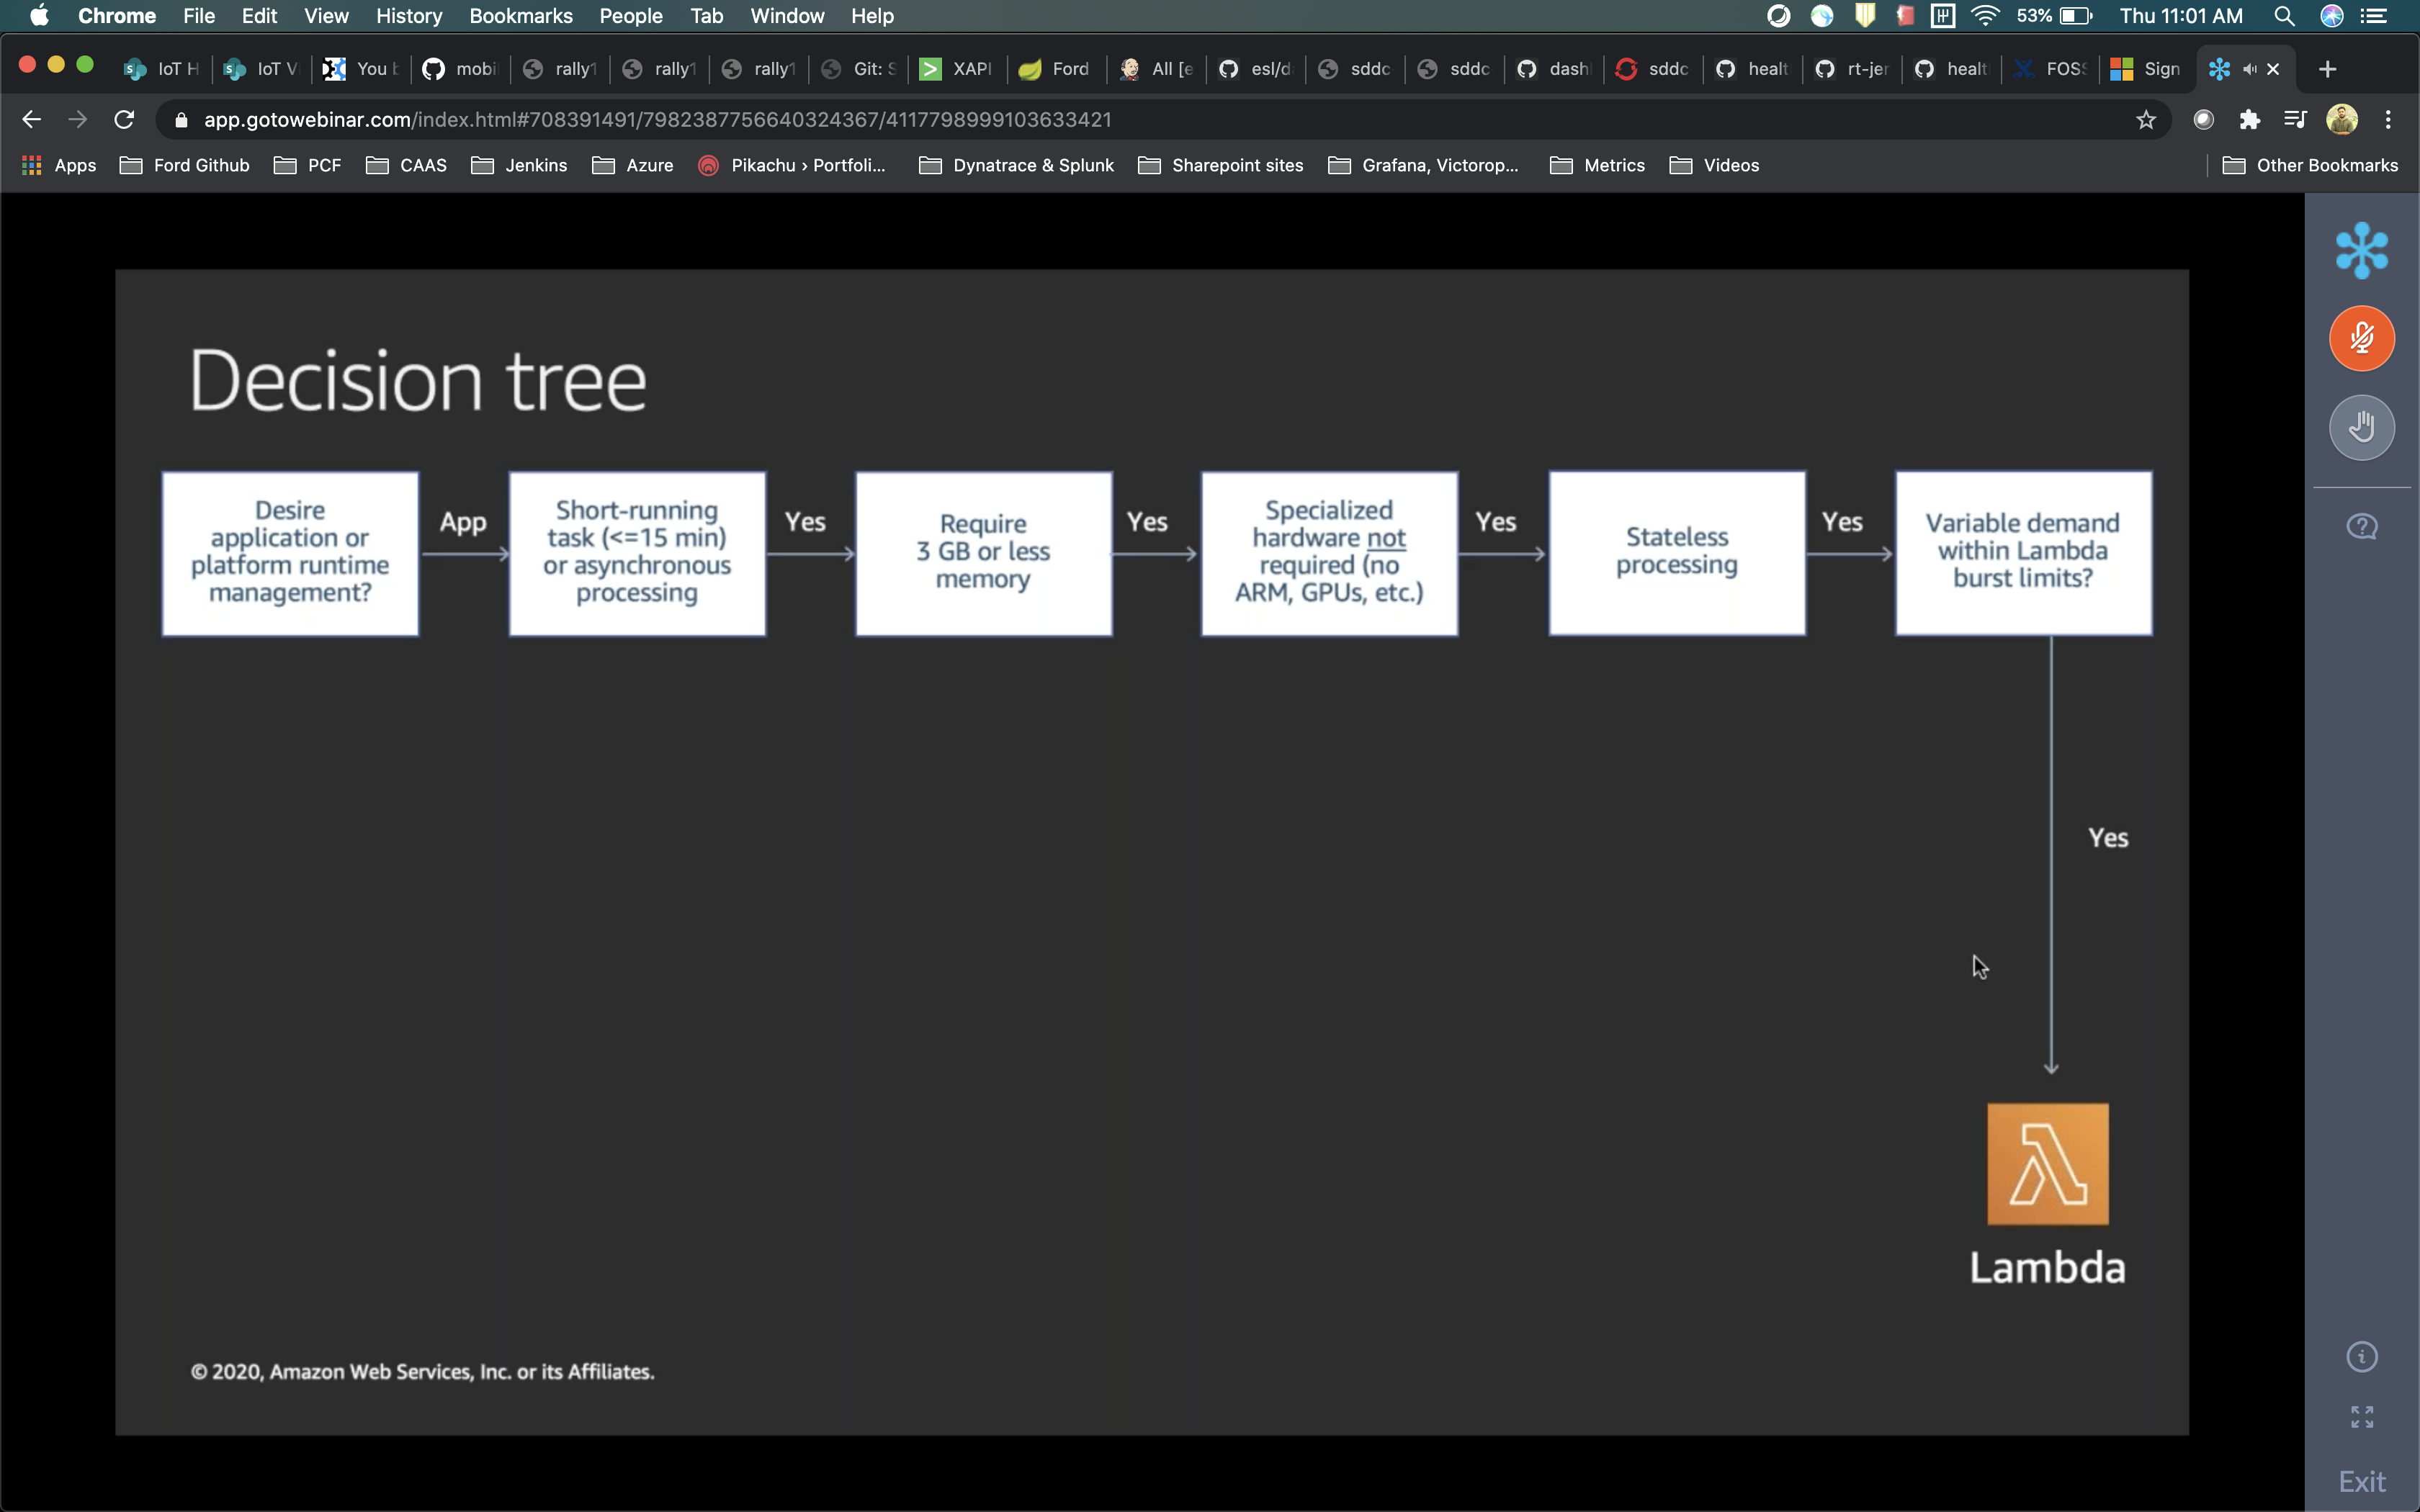 Chrome File Edit View History Bookmarks People Tab Window Help 53% Thu 11:01 AM
IoT H IoT V You b mobi rally1 rally1 rally1 Git: S XAPI Ford All [e esl/d sddc sddc dash sddc healt rt-jer healt FOSS Sign
app.gotowebinar.com/index.html#708391491/7982387756640324367/4117798999103633421
Apps Ford Github PCF CAAS Jenkins Azure Pikachu › Portfoli... Dynatrace & Splunk Sharepoint sites Grafana, Victorop... Metrics Videos Other Bookmarks
Decision tree
Desire
application or
platform runtime
management?
App
Short-running
task (<=15 min)
or asynchronous
processing
Yes
Require
3 GB or less
memory
Yes
Specialized
hardware not
required (no
ARM, GPUs, etc.)
Yes
Stateless
processing
Yes
Variable demand
within Lambda
burst limits?
Yes
Lambda
© 2020, Amazon Web Services, Inc. or its Affiliates.
Exit